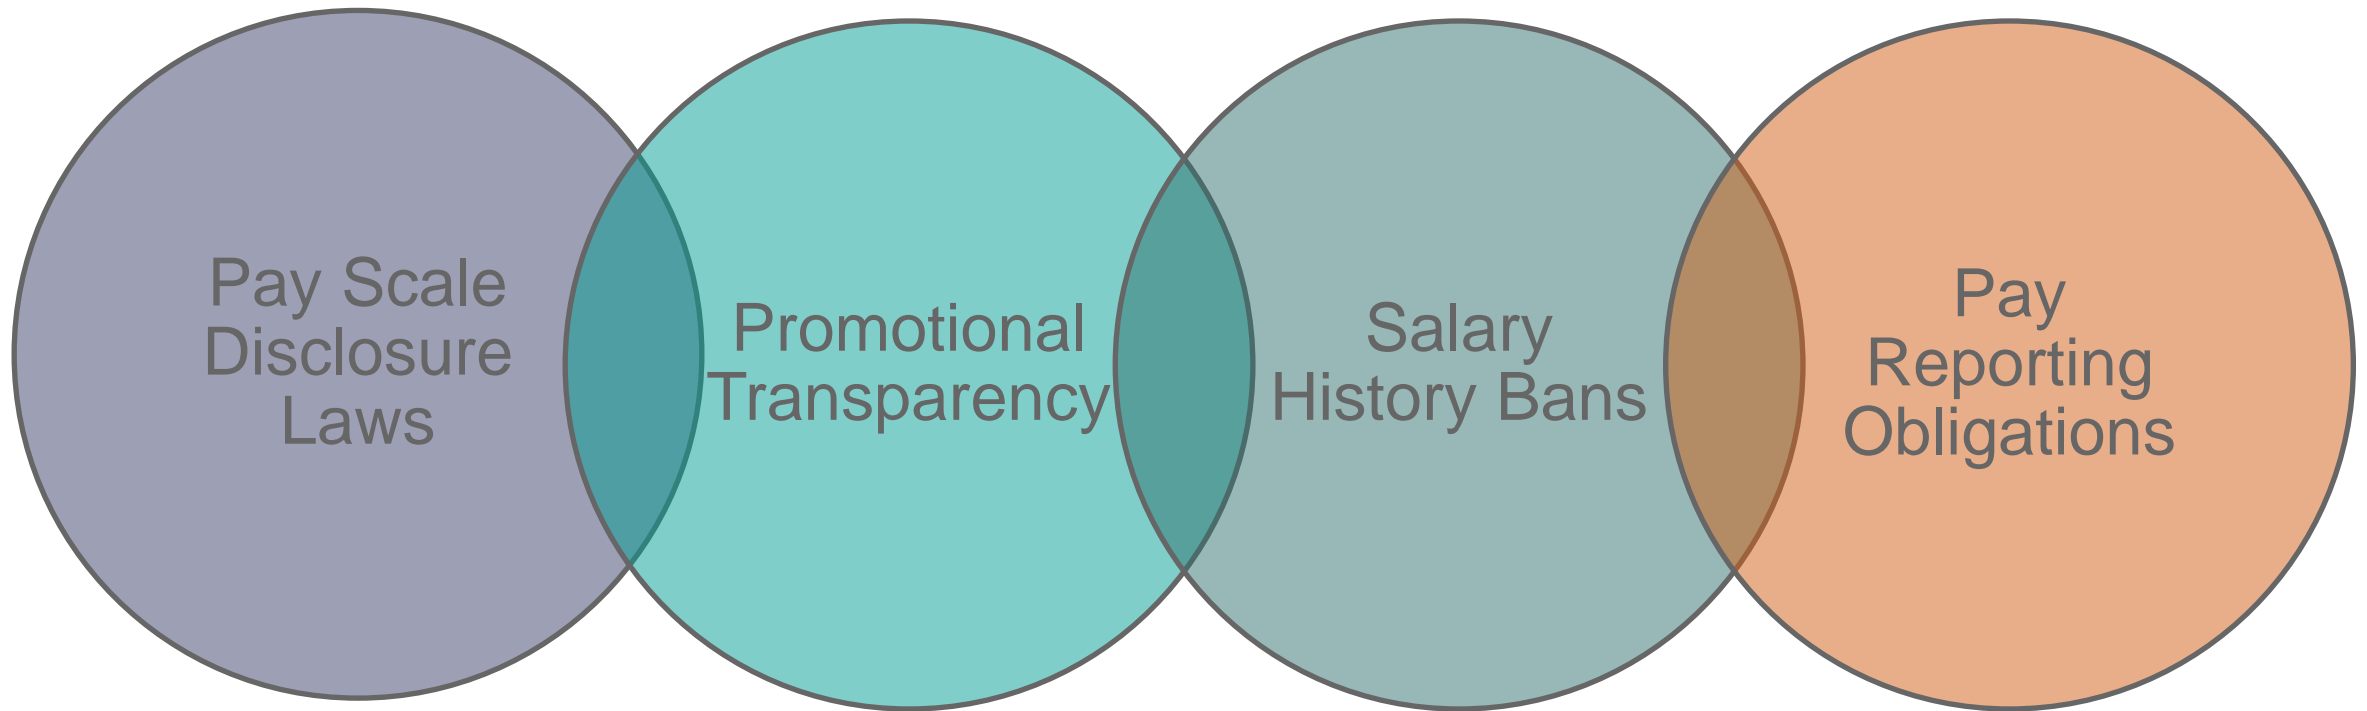 Pay Scale
Disclosure
Laws
Promotional
Transparency
Salary
History Bans
Pay
Reporting
Obligations